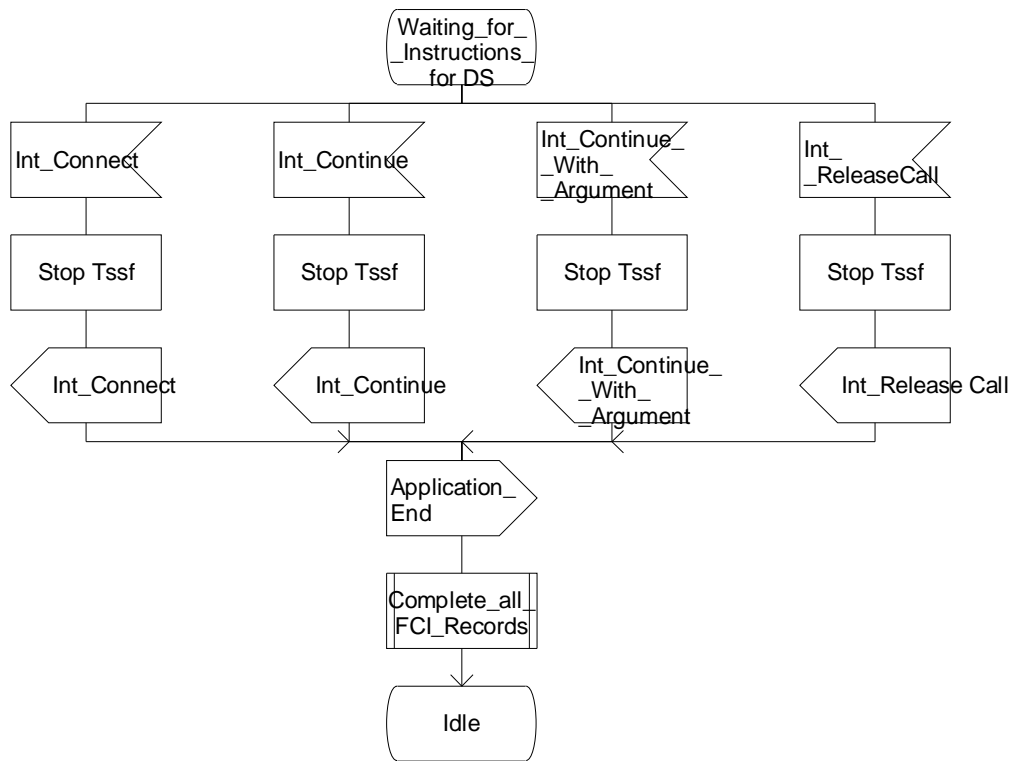 Waiting_for_
_Instructions_
for DS
Int_Connect
Int_Continue
Int_Continue_
_With_
_Argument
Int_
_ReleaseCall
Stop Tssf
Stop Tssf
Stop Tssf
Stop Tssf
Int_Connect
Int_Continue
Int_Continue_
_With_
_Argument
Int_Release Call
Application_
End
Complete_all_
FCI_Records
Idle